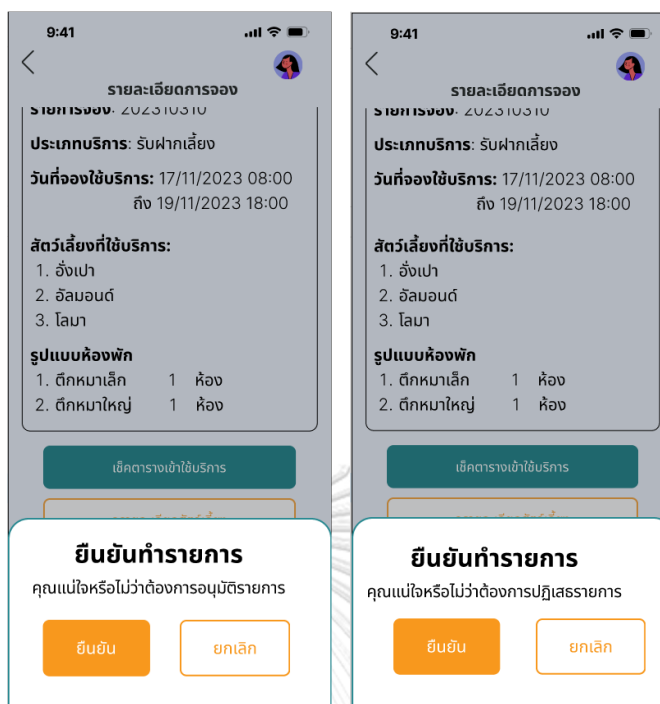 9:41
รายละเอียดการจอง
รายการจอง: 202310310
ประเภทบริการ: รับฝากเลี้ยง
วันที่จองใช้บริการ: 17/11/2023 08:00
ถึง 19/11/2023 18:00
สัตว์เลี้ยงที่ใช้บริการ:
1. อั่งเปา
2. อัลมอนด์
3. โลมา
รูปแบบห้องพัก
1. ตึกหมาเล็ก 1 ห้อง
2. ตึกหมาใหญ่ 1 ห้อง
เช็คตารางเข้าใช้บริการ
ยืนยันทำรายการ
คุณแน่ใจหรือไม่ว่าต้องการอนุมัติรายการ
ยืนยัน
ยกเลิก
9:41
รายละเอียดการจอง
รายการจอง: 202310310
ประเภทบริการ: รับฝากเลี้ยง
วันที่จองใช้บริการ: 17/11/2023 08:00
ถึง 19/11/2023 18:00
สัตว์เลี้ยงที่ใช้บริการ:
1. อั่งเปา
2. อัลมอนด์
3. โลมา
รูปแบบห้องพัก
1. ตึกหมาเล็ก 1 ห้อง
2. ตึกหมาใหญ่ 1 ห้อง
เช็คตารางเข้าใช้บริการ
ยืนยันทำรายการ
คุณแน่ใจหรือไม่ว่าต้องการปฏิเสธรายการ
ยืนยัน
ยกเลิก